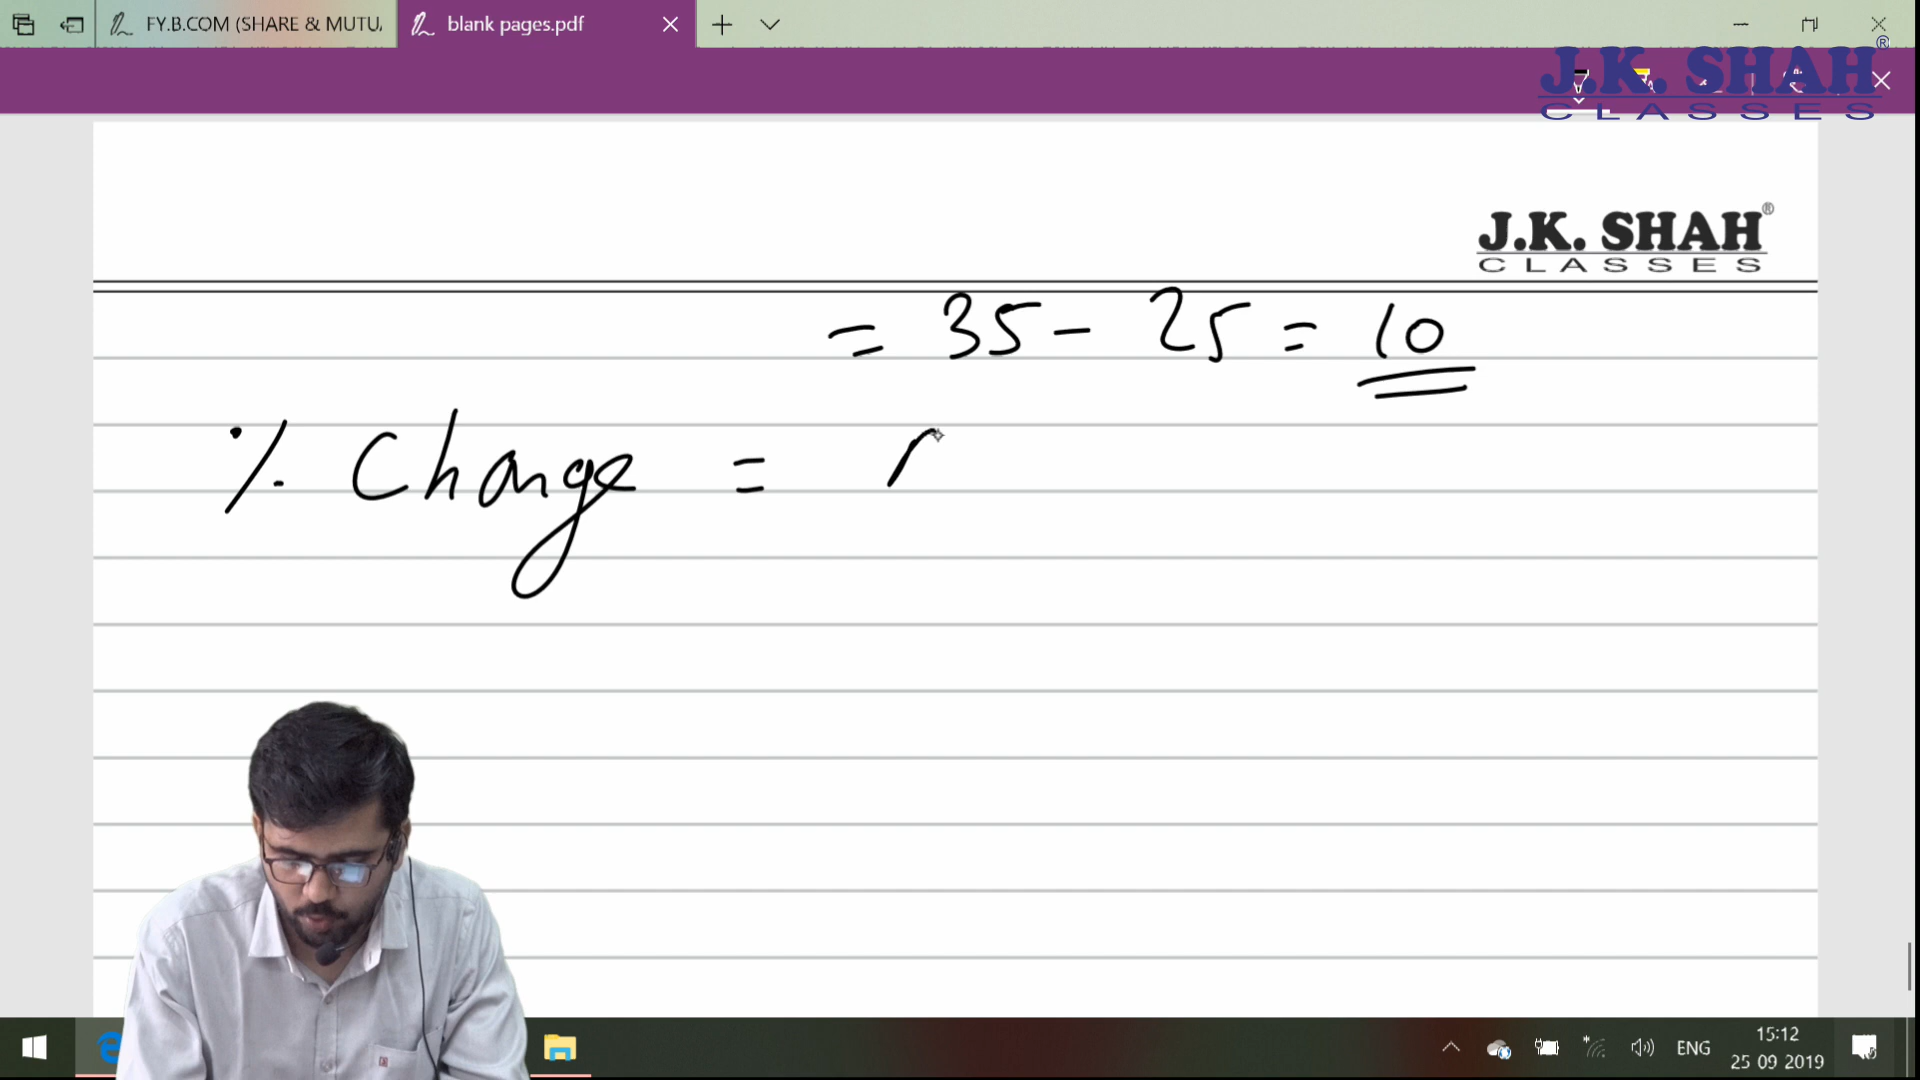 FY.B.COM (SHARE & MUTU
blank pages.pdf
J.K. SHAH ®
CLASSES
J.K. SHAH ®
CLASSES
= 35 - 25 = 10
% Change =
ENG
15:12
25 09 2019